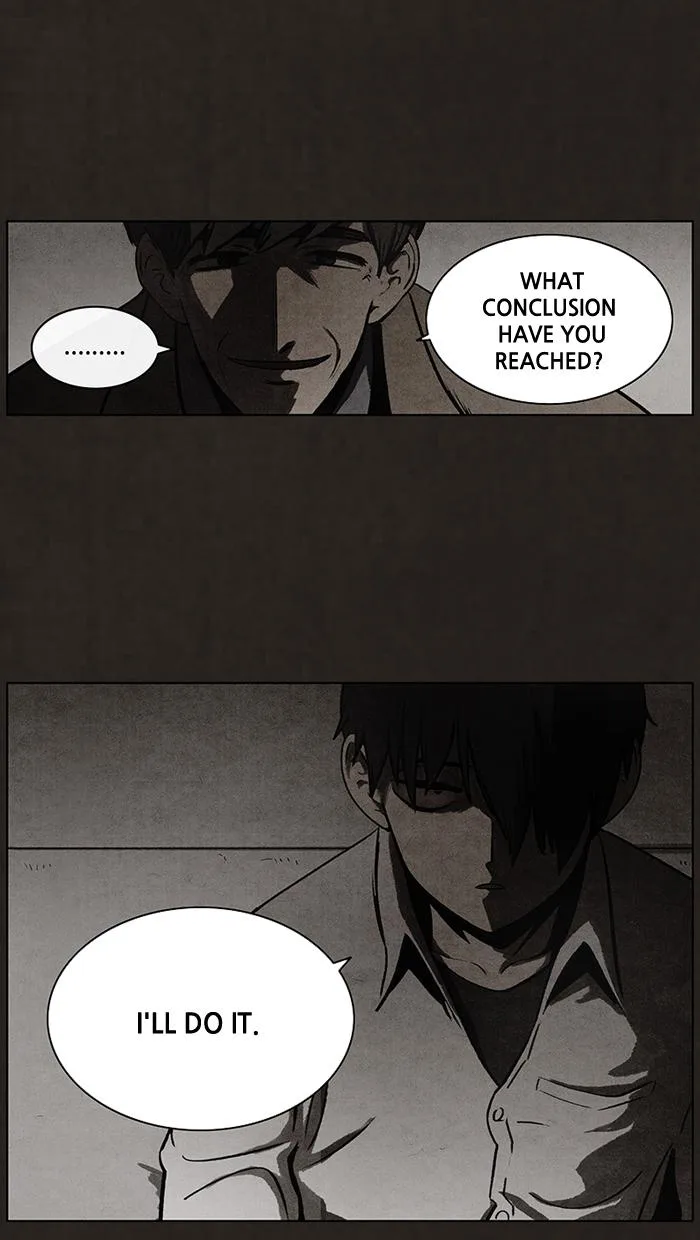 .........
WHAT
CONCLUSION
HAVE YOU
REACHED?
I'LL DO IT.